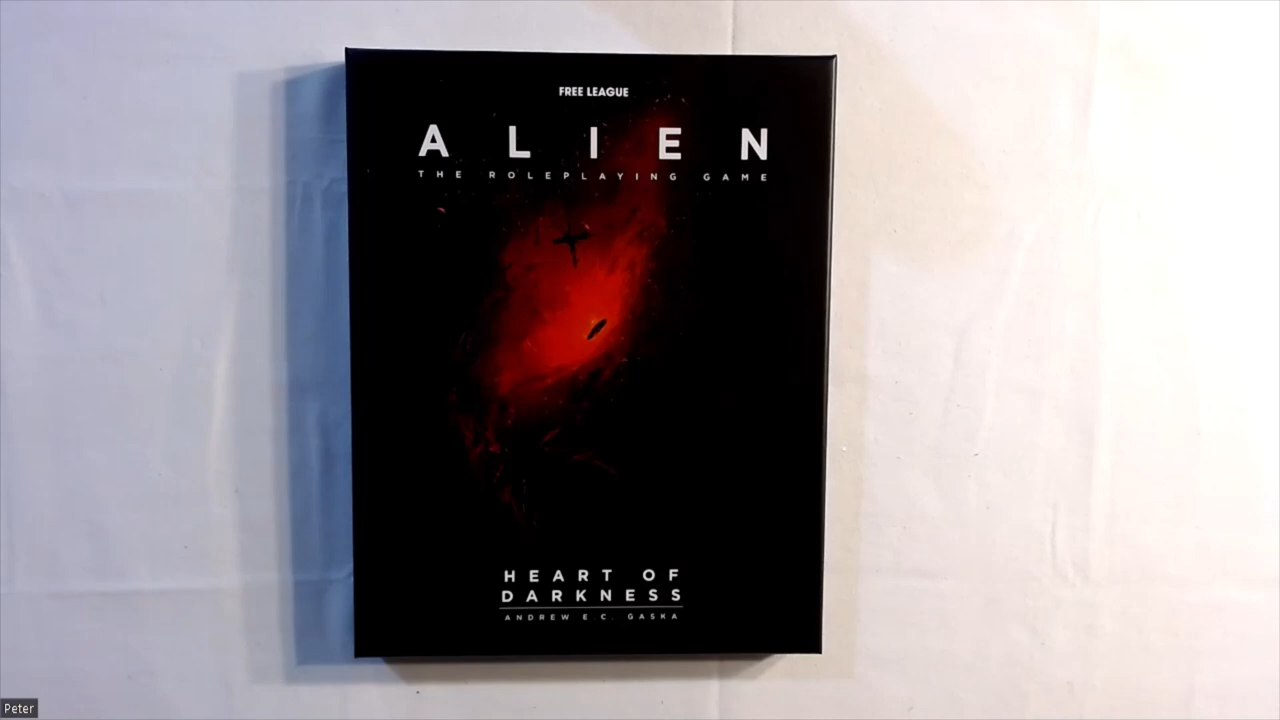 FREE LEAGUE
ALIEN
THE ROLEPLAYING GAME
HEART OF
DARKNESS
ANDREW E.C. GASKA
Peter